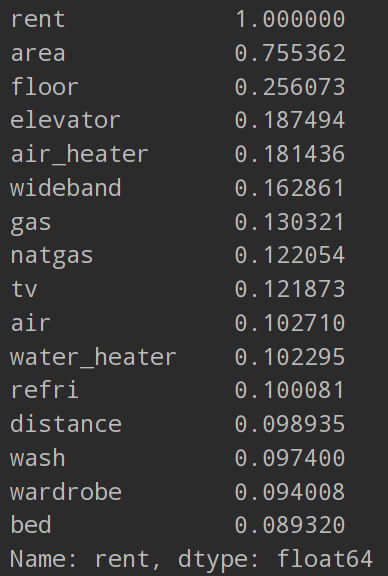 rent 1.000000
area 0.755362
floor 0.256073
elevator 0.187494
air_heater 0.181436
wideband 0.162861
gas 0.130321
natgas 0.122054
tv 0.121873
air 0.102710
water_heater 0.102295
refri 0.100081
distance 0.098935
wash 0.097400
wardrobe 0.094008
bed 0.089320
Name: rent, dtype: float64